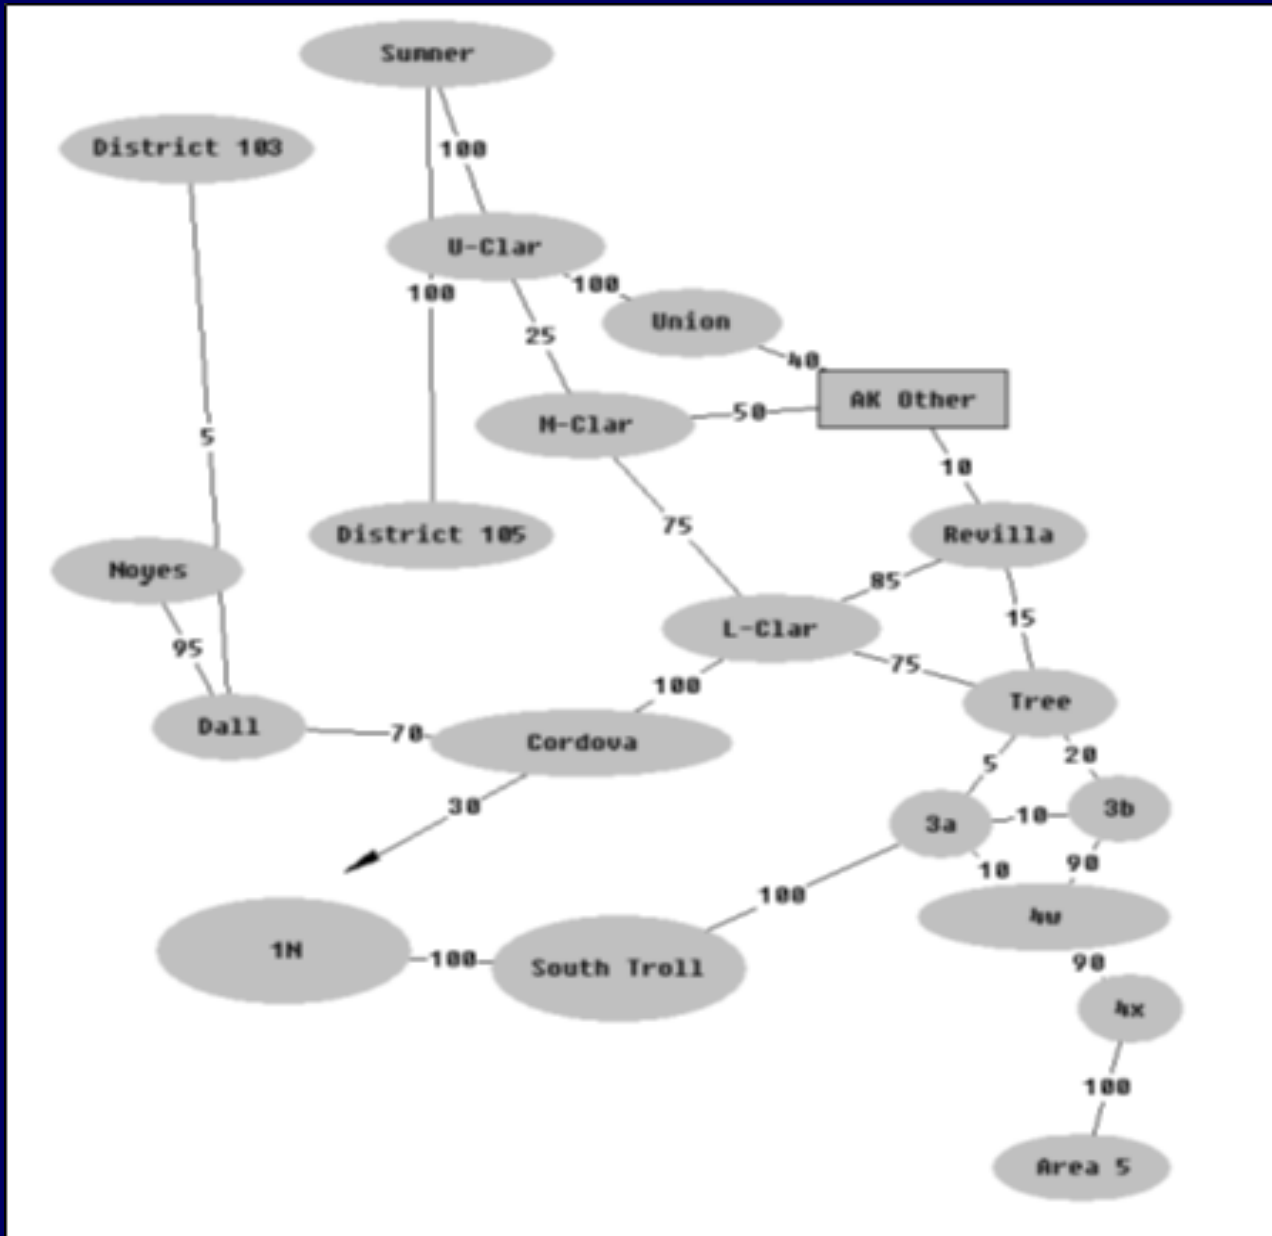 Sumner
District 103
100
U-Clar
100
100
Union
25
40
AK Other
50
M-Clar
5
10
75
District 105
Revilla
Noyes
85
15
L-Clar
95
75
100
Tree
Dall
70
Cordova
5
20
30
3a
10
3b
10
90
100
4w
1N
100
South Troll
90
4x
100
Area 5